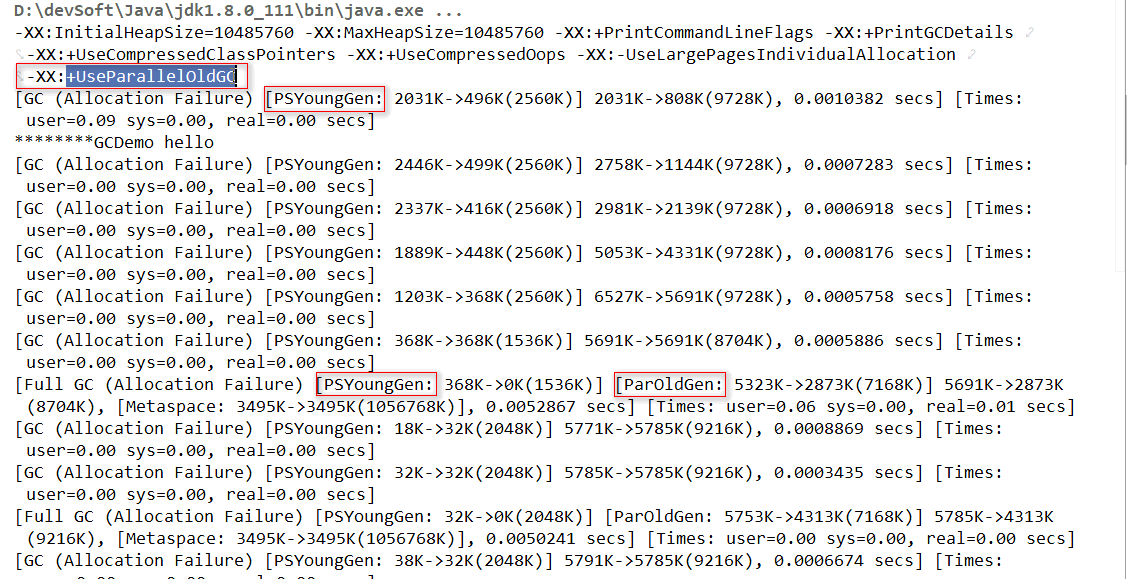 D:\devSoft\Java\jdk1.8.0_111\bin\java.exe ...
-XX:InitialHeapSize=10485760 -XX:MaxHeapSize=10485760 -XX:+PrintCommandLineFlags -XX:+PrintGCDetails
-XX:+UseCompressedClassPointers -XX:+UseCompressedOops -XX:-UseLargePagesIndividualAllocation
-XX:+UseParallelOldGC
[GC (Allocation Failure) [PSYoungGen: 2031K->496K(2560K)] 2031K->808K(9728K), 0.0010382 secs] [Times:
user=0.09 sys=0.00, real=0.00 secs]
********GCDemo hello
[GC (Allocation Failure) [PSYoungGen: 2446K->499K(2560K)] 2758K->1144K(9728K), 0.0007283 secs] [Times:
user=0.00 sys=0.00, real=0.00 secs]
[GC (Allocation Failure) [PSYoungGen: 2337K->416K(2560K)] 2981K->2139K(9728K), 0.0006918 secs] [Times:
user=0.00 sys=0.00, real=0.00 secs]
[GC (Allocation Failure) [PSYoungGen: 1889K->448K(2560K)] 5053K->4331K(9728K), 0.0008176 secs] [Times:
user=0.00 sys=0.00, real=0.00 secs]
[GC (Allocation Failure) [PSYoungGen: 1203K->368K(2560K)] 6527K->5691K(9728K), 0.0005758 secs] [Times:
user=0.00 sys=0.00, real=0.00 secs]
[GC (Allocation Failure) [PSYoungGen: 368K->368K(1536K)] 5691K->5691K(8704K), 0.0005886 secs] [Times:
user=0.00 sys=0.00, real=0.00 secs]
[Full GC (Allocation Failure) [PSYoungGen: 368K->0K(1536K)] [ParOldGen: 5323K->2873K(7168K)] 5691K->2873K
(8704K), [Metaspace: 3495K->3495K(1056768K)], 0.0052867 secs] [Times: user=0.06 sys=0.00, real=0.01 secs]
[GC (Allocation Failure) [PSYoungGen: 18K->32K(2048K)] 5771K->5785K(9216K), 0.0008869 secs] [Times:
user=0.00 sys=0.00, real=0.00 secs]
[GC (Allocation Failure) [PSYoungGen: 32K->32K(2048K)] 5785K->5785K(9216K), 0.0003435 secs] [Times:
user=0.00 sys=0.00, real=0.00 secs]
[Full GC (Allocation Failure) [PSYoungGen: 32K->0K(2048K)] [ParOldGen: 5753K->4313K(7168K)] 5785K->4313K
(9216K), [Metaspace: 3495K->3495K(1056768K)], 0.0050241 secs] [Times: user=0.00 sys=0.00, real=0.00 secs]
[GC (Allocation Failure) [PSYoungGen: 38K->32K(2048K)] 5791K->5785K(9216K), 0.0006674 secs] [Times: